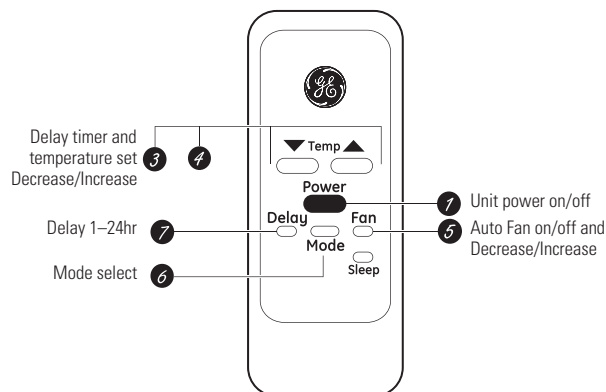 GE
Delay timer and
temperature set
Decrease/Increase
3 4
▼ Temp ▲
Power
1 Unit power on/off
Delay 1–24hr 7
Delay
Fan
5 Auto Fan on/off and
Decrease/Increase
Mode
Mode select 6
Sleep